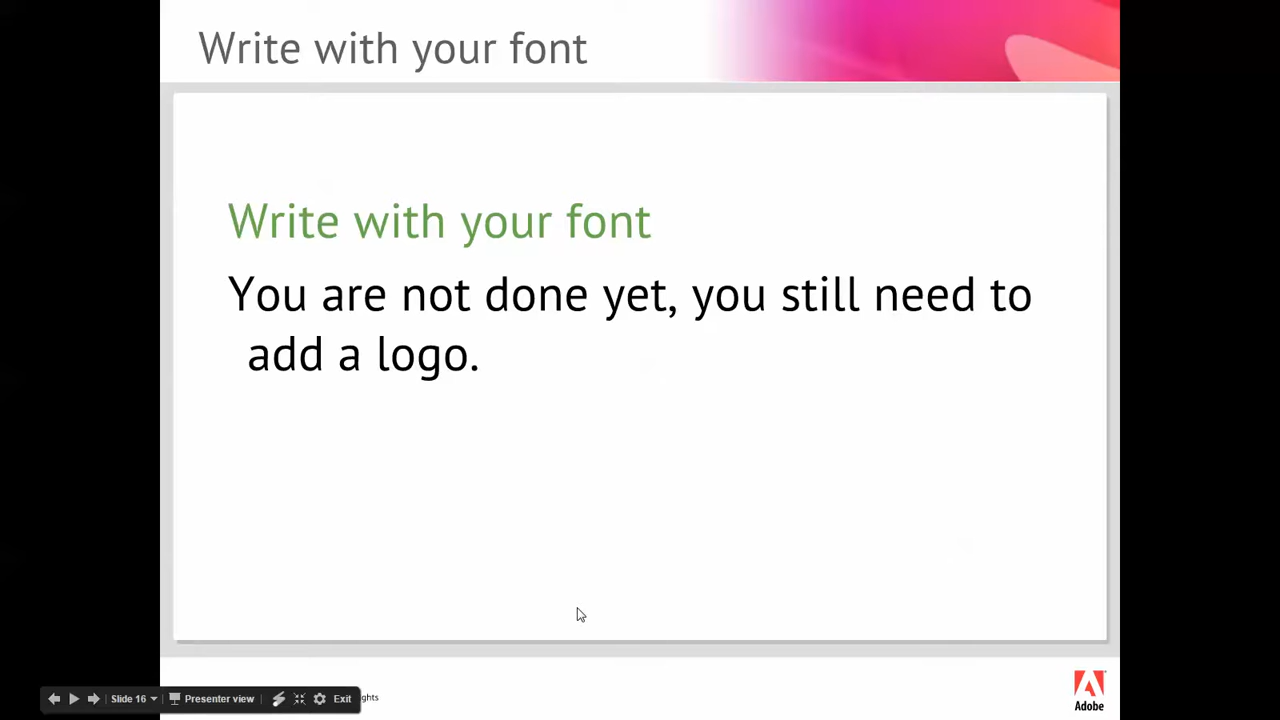 Write with your font
Write with your font
You are not done yet, you still need to
add a logo.
Slide 16
Presenter view
Exit
ghts
Adobe